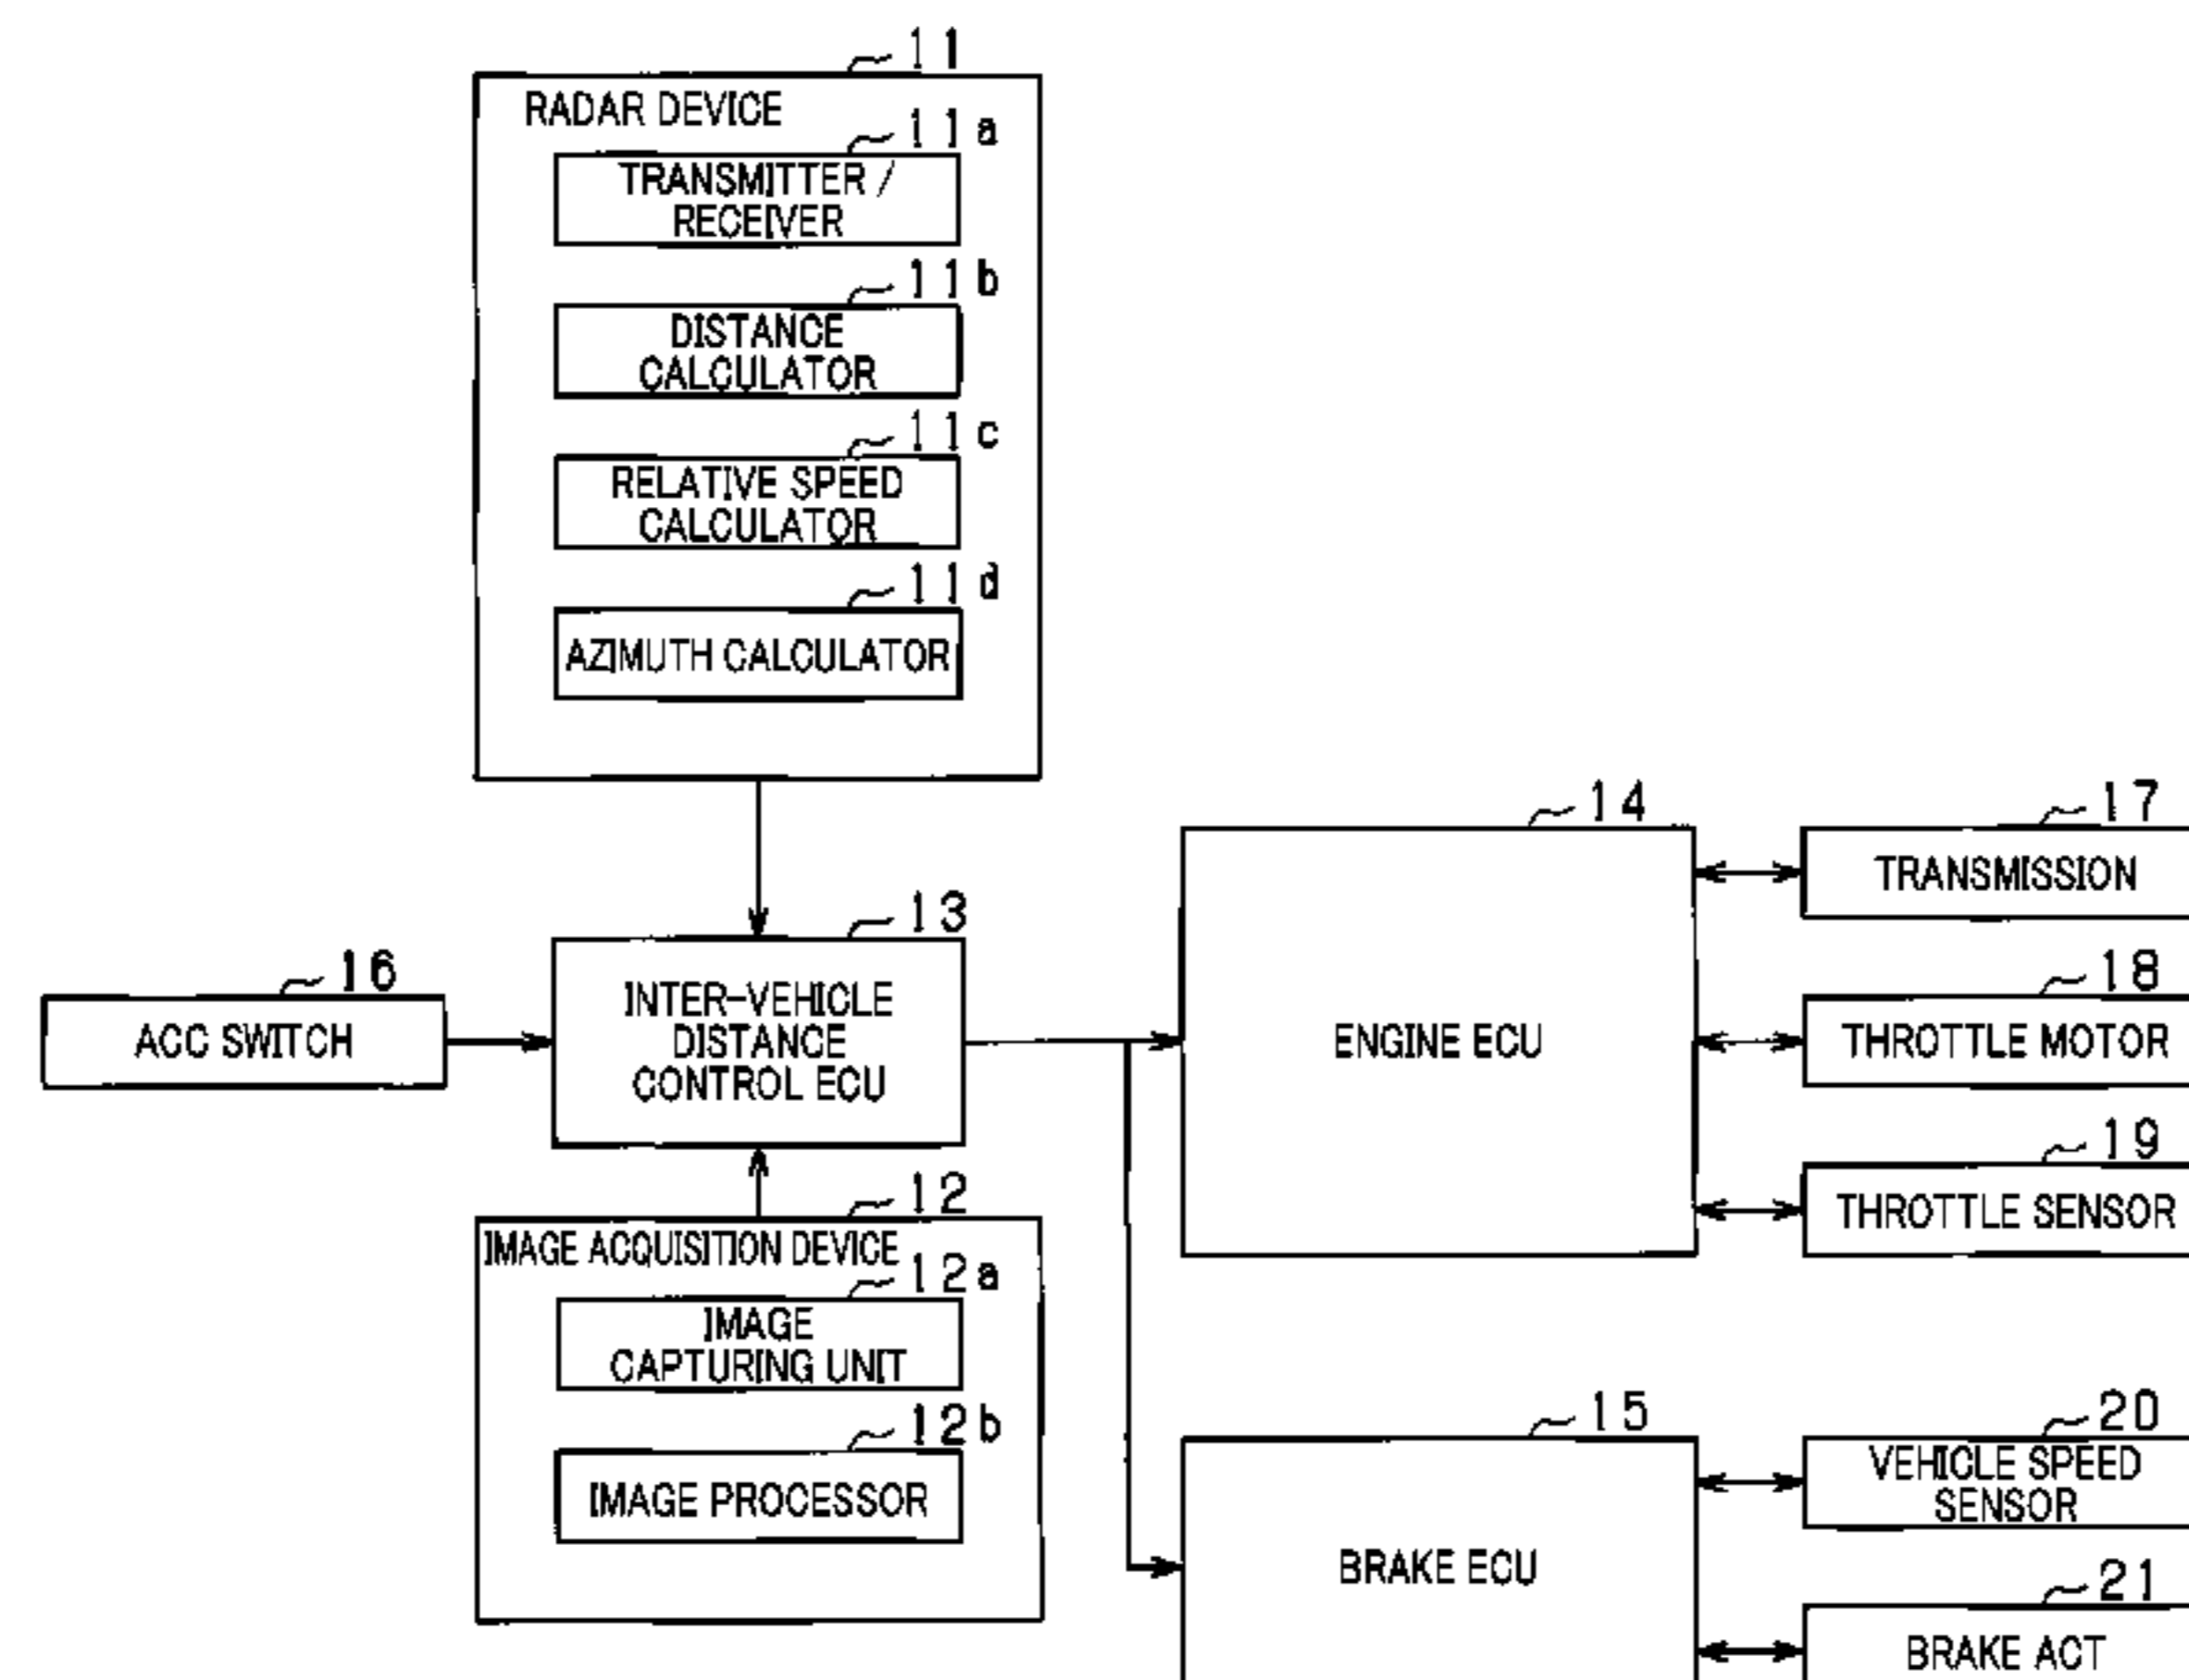 11
RADAR DEVICE
11a
TRANSMITTER /
RECEIVER
11b
DISTANCE
CALCULATOR
11c
RELATIVE SPEED
CALCULATOR
11d
AZIMUTH CALCULATOR
16
ACC SWITCH
13
INTER-VEHICLE
DISTANCE
CONTROL ECU
12
IMAGE ACQUISITION DEVICE
12a
IMAGE
CAPTURING UNIT
12b
IMAGE PROCESSOR
14
ENGINE ECU
17
TRANSMISSION
18
THROTTLE MOTOR
19
THROTTLE SENSOR
15
BRAKE ECU
20
VEHICLE SPEED
SENSOR
21
BRAKE ACT